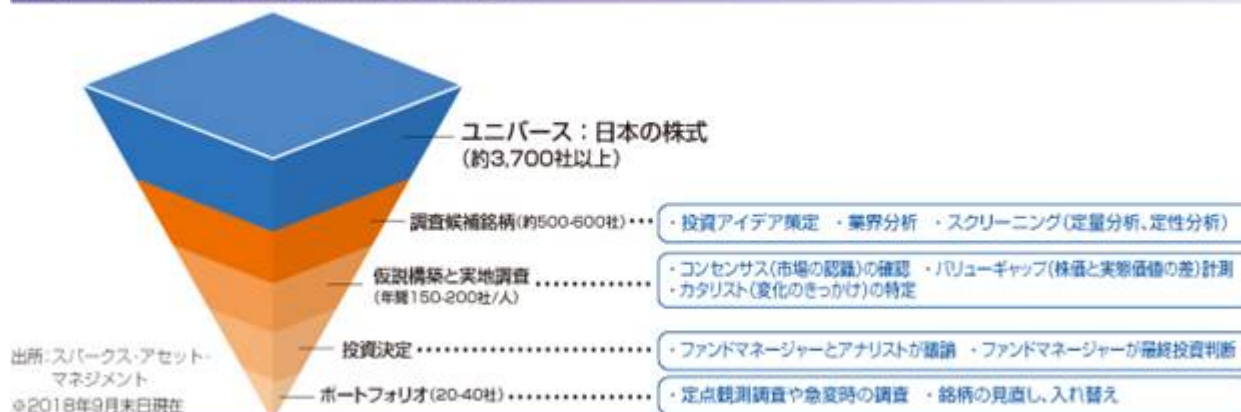 ユニバース：日本の株式
(約3,700社以上)
調査候補銘柄(約500-600社)
・投資アイデア策定 ・業界分析 ・スクリーニング(定量分析、定性分析)
仮説構築と実地調査
(年間150-200社/人)
・コンセンサス(市場の認識)の確認 ・バリューギャップ(株価と実態価値の差)計測
・カタリスト(変化のきっかけ)の特定
投資決定
・ファンドマネージャーとアナリストが議論 ・ファンドマネージャーが最終投資判断
ポートフォリオ(20-40社)
・定点観測調査や急変時の調査 ・銘柄の見直し、入れ替え
出所:スパークス・アセット・
マネジメント
※2018年9月末日現在